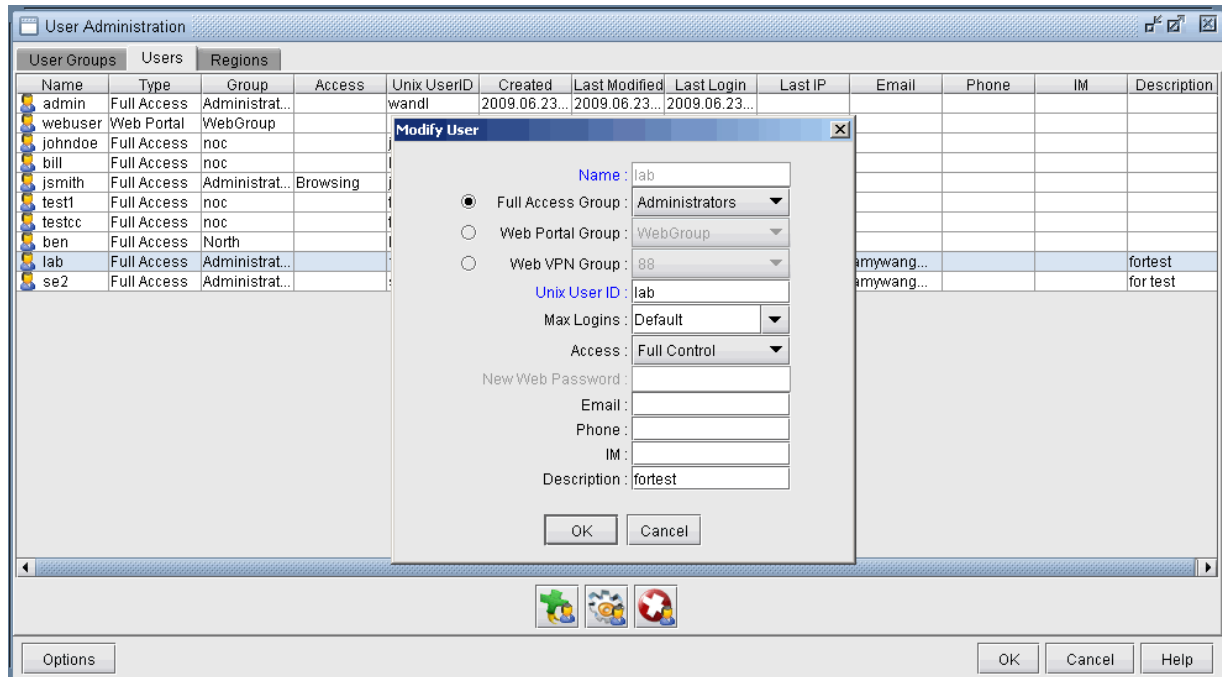 User Administration
User Groups Users Regions
Name Type Group Access Unix UserID Created Last Modified Last Login Last IP Email Phone IM Description
admin Full Access Administrat... wandl 2009.06.23... 2009.06.23... 2009.06.23...
webuser Web Portal WebGroup
johndoe Full Access noc
bill Full Access noc
jsmith Full Access Administrat... Browsing
test1 Full Access noc
testcc Full Access noc
ben Full Access North
lab Full Access Administrat... amywang... fortest
se2 Full Access Administrat... amywang... for test
Modify User
Name : lab
Full Access Group : Administrators
Web Portal Group : WebGroup
Web VPN Group : 88
Unix User ID : lab
Max Logins : Default
Access : Full Control
New Web Password :
Email :
Phone :
IM :
Description : fortest
OK Cancel
Options OK Cancel Help